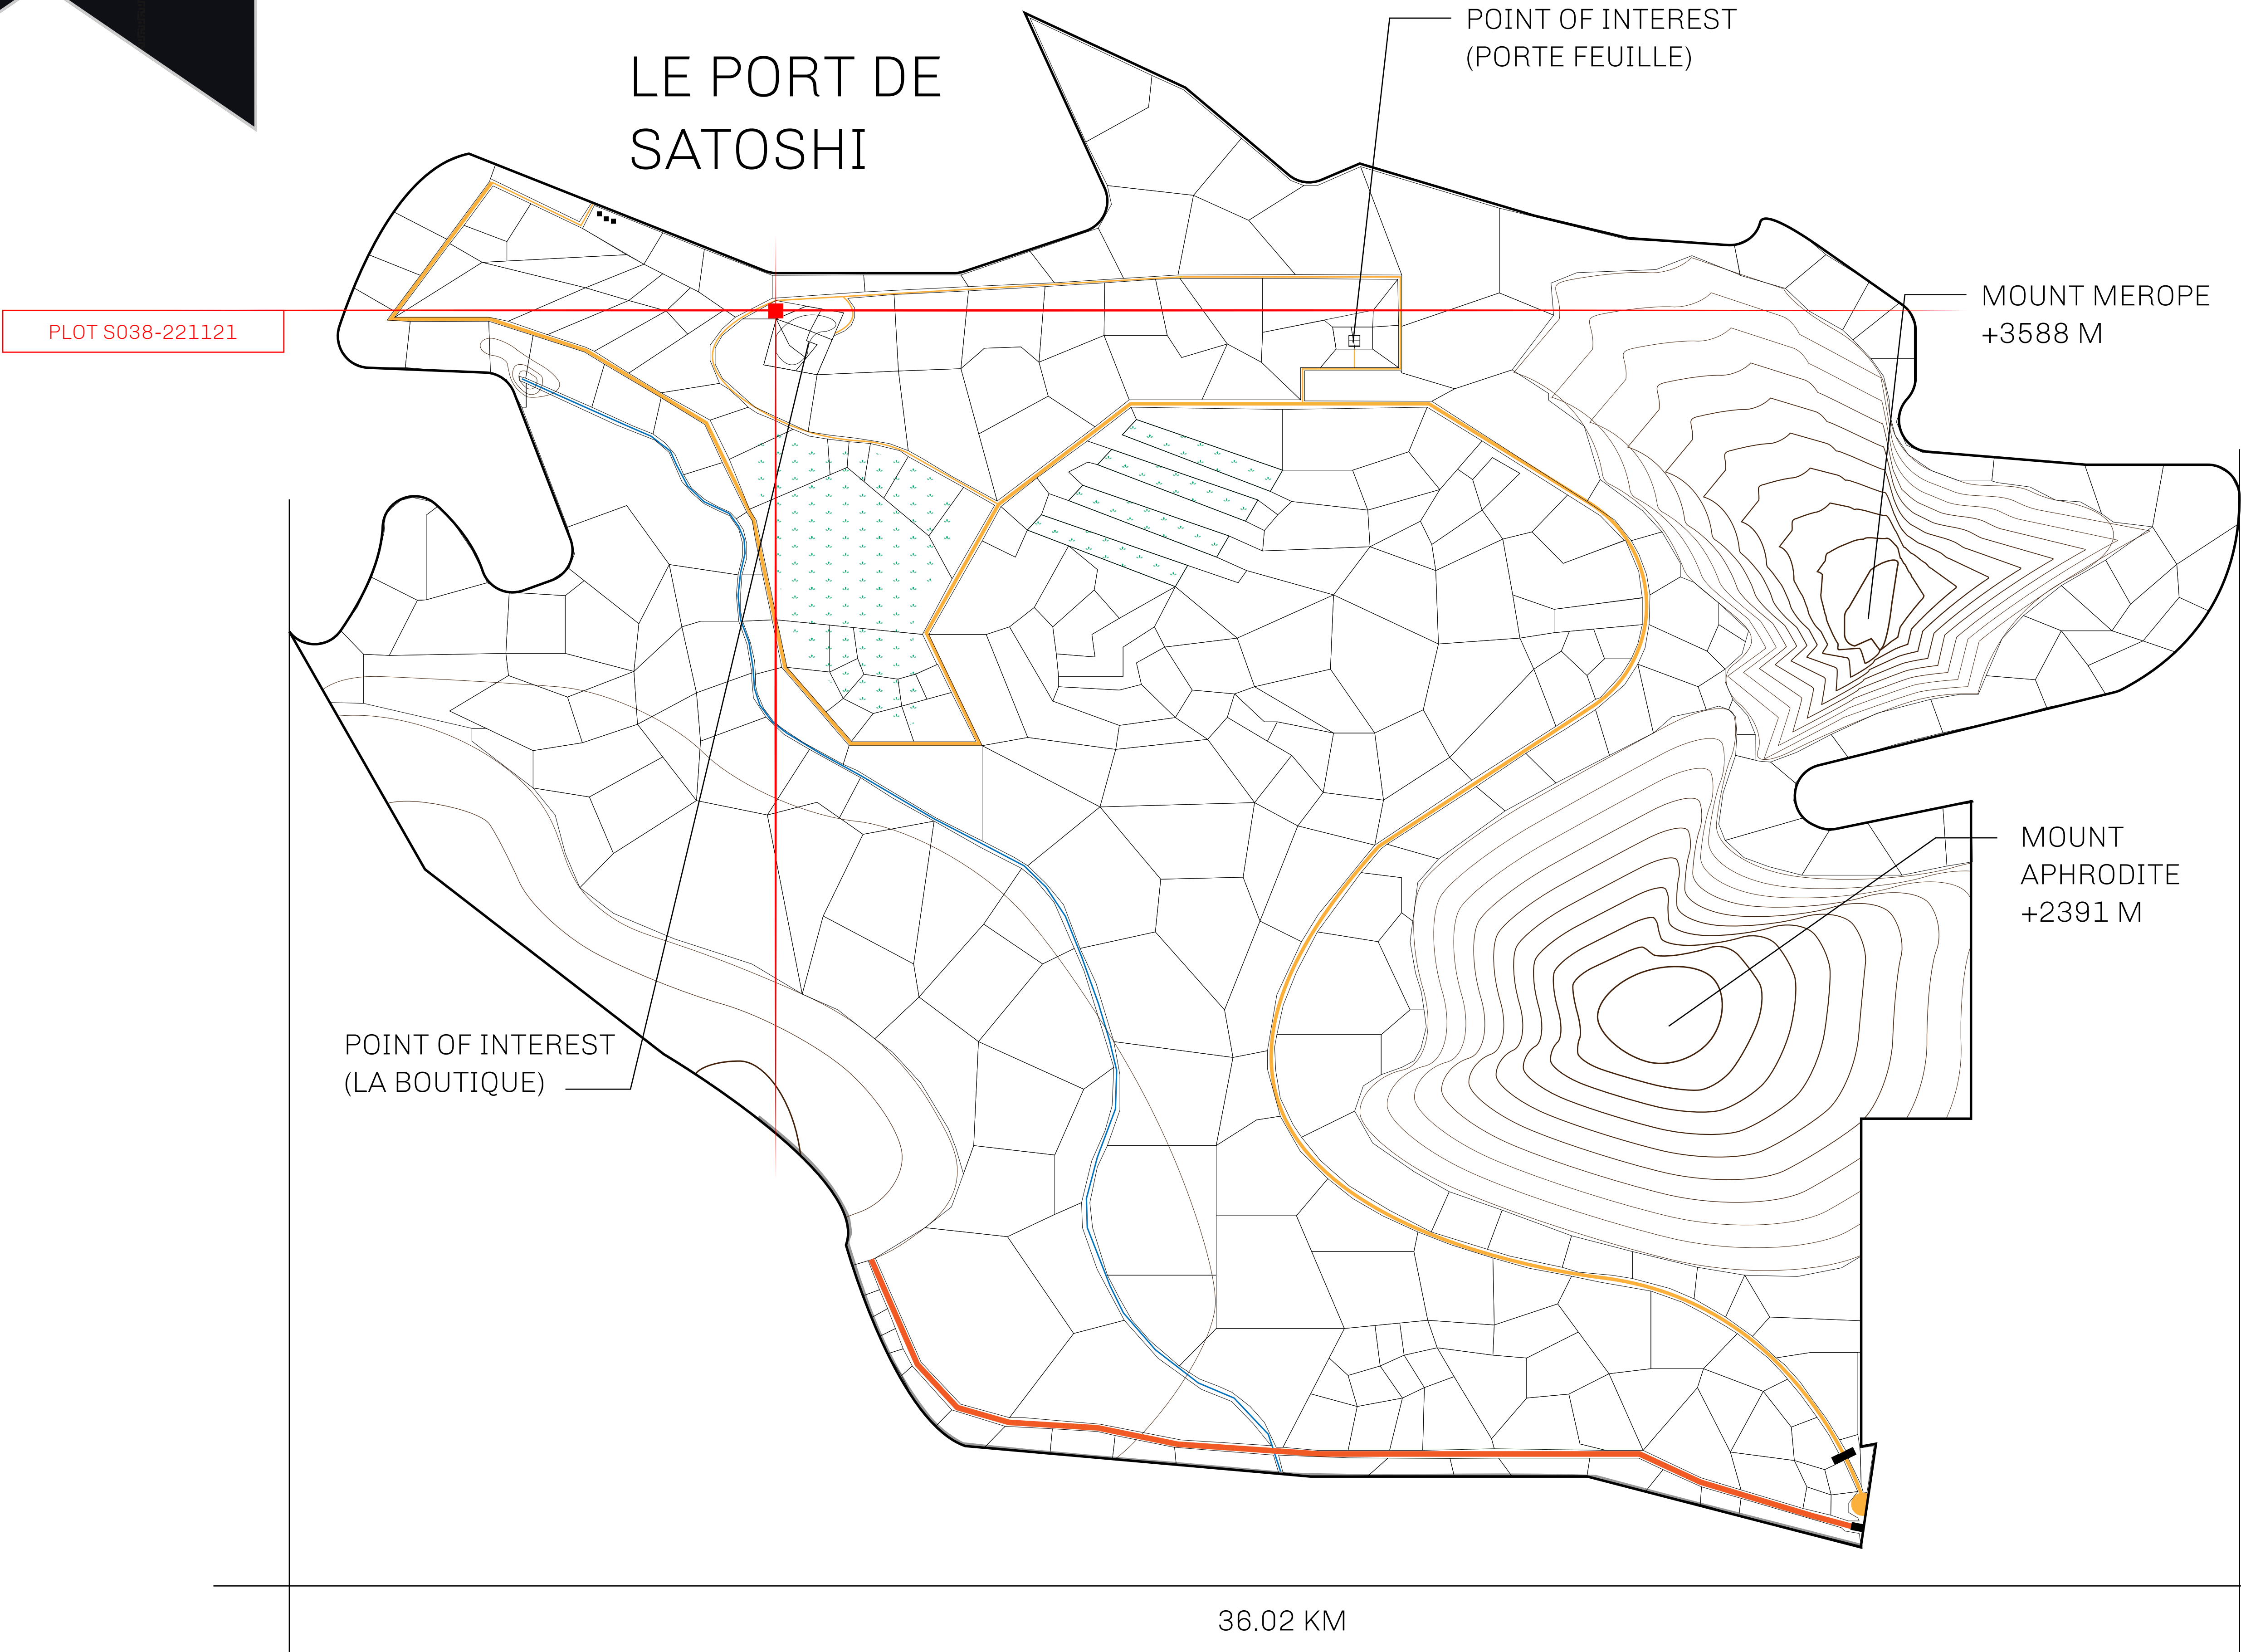 POINT OF INTEREST
(PORTE FEUILLE)
LE PORT DE
SATOSHI
MOUNT MEROPE
+3588 M
PLOT S038-221121
MOUNT
APHRODITE
+2391 M
POINT OF INTEREST
(LA BOUTIQUE)
36.02 KM